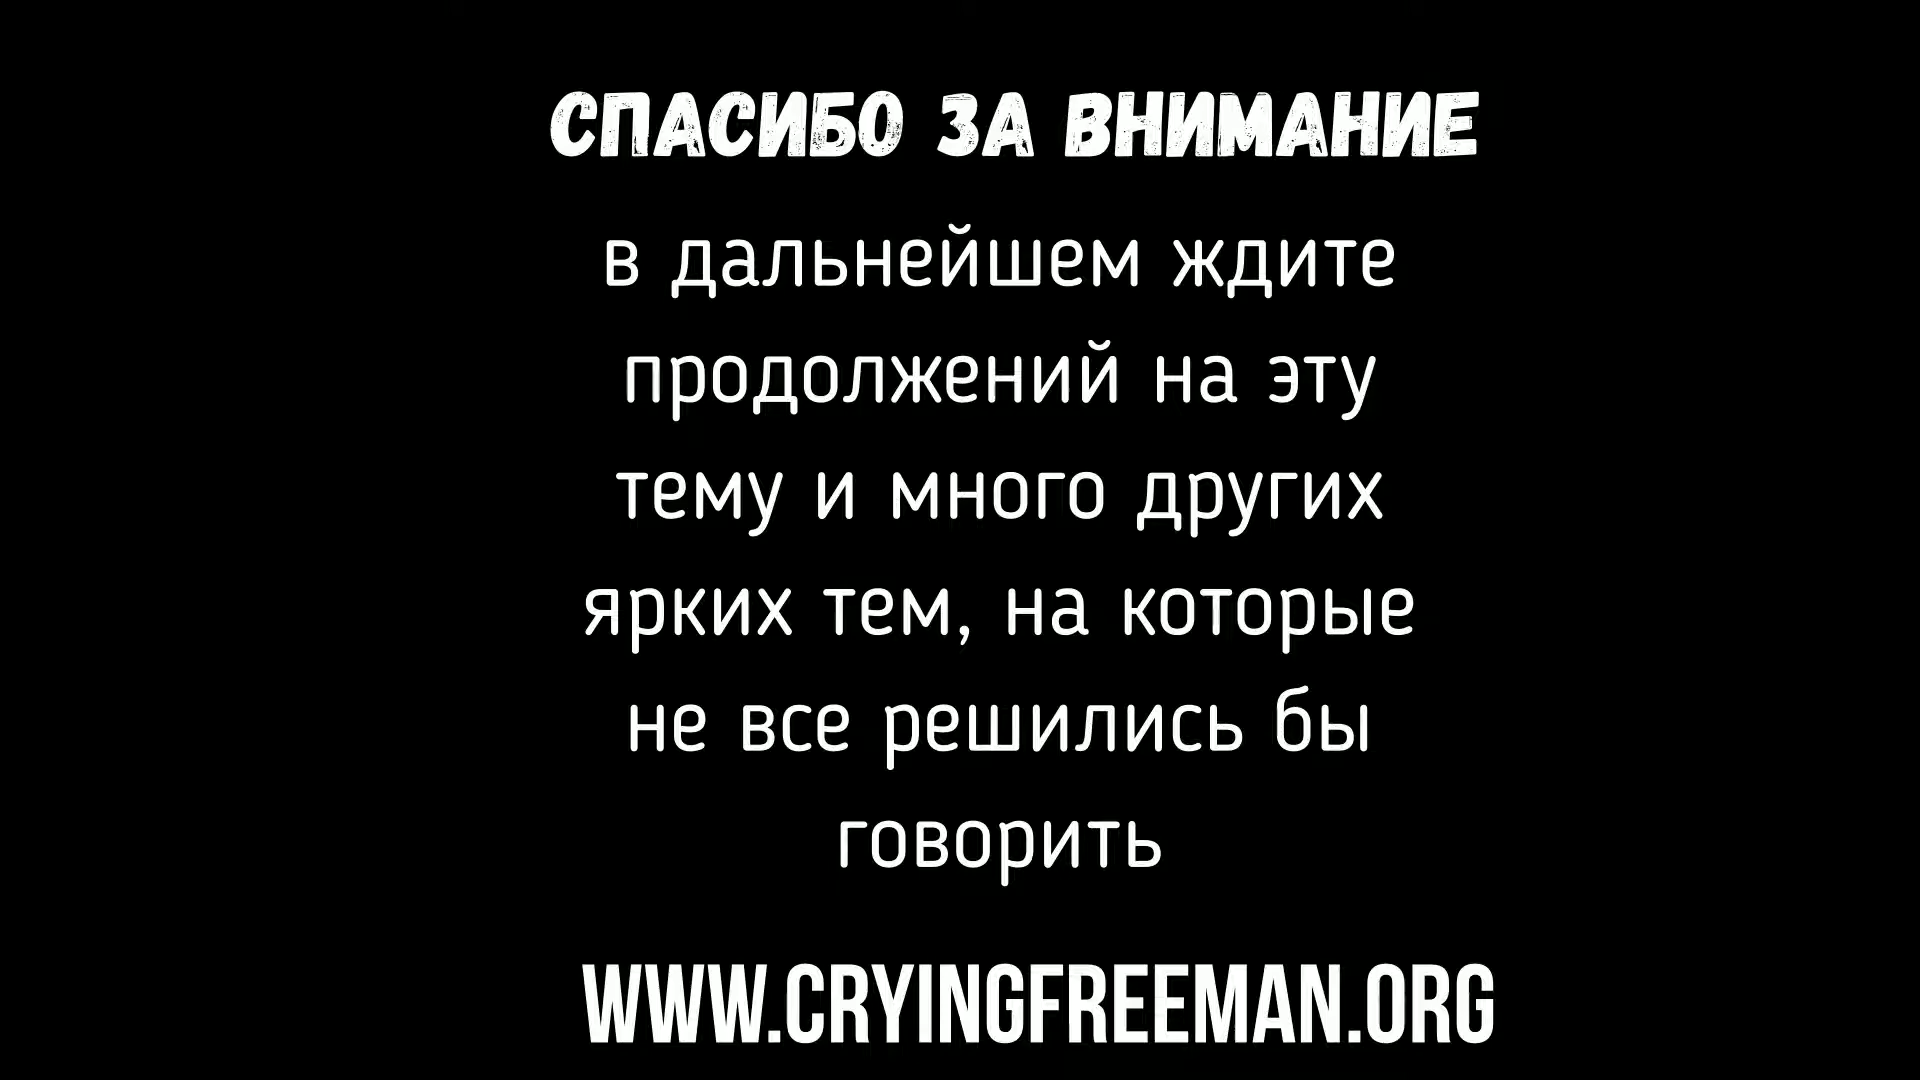 СПАСИБО ЗА ВНИМАНИЕ
в дальнейшем ждите
продолжений на эту
тему и много других
ярких тем, на которые
не все решились бы
говорить
WWW.CRYINGFREEMAN.ORG